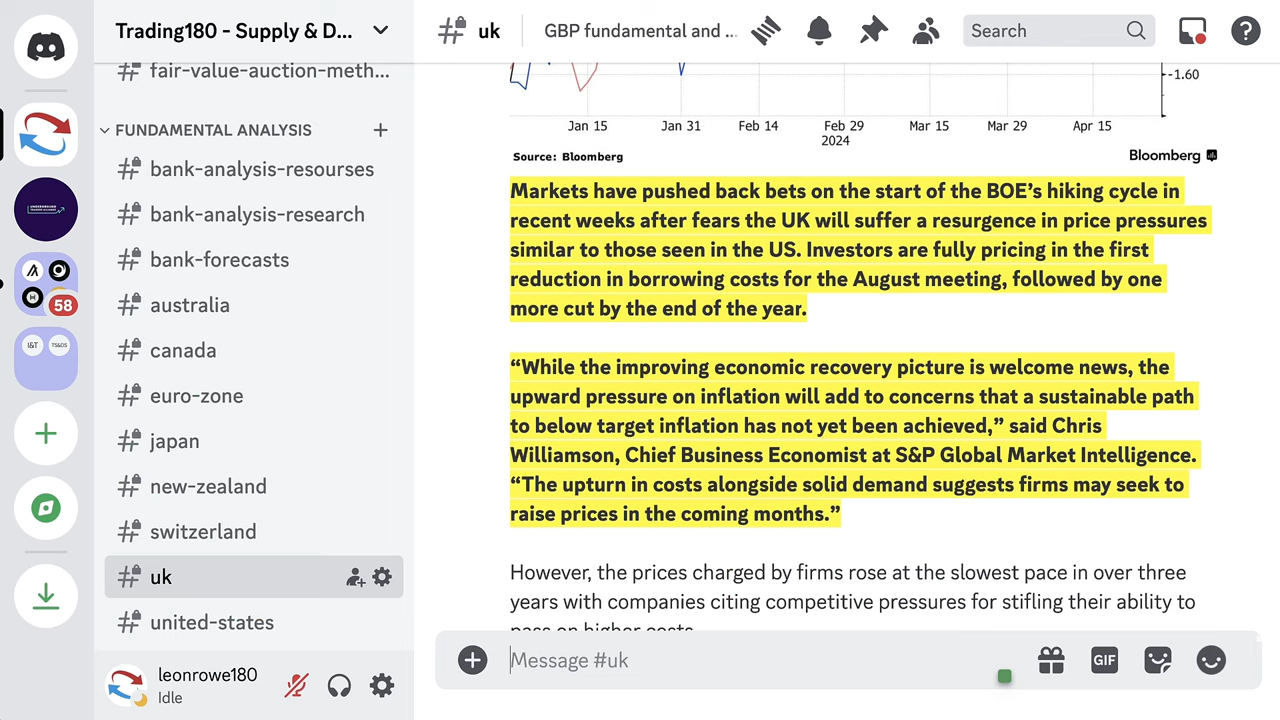 Trading180 - Supply & D...
fair-value-auction-meth...
FUNDAMENTAL ANALYSIS
bank-analysis-resourses
bank-analysis-research
bank-forecasts
australia
canada
euro-zone
japan
new-zealand
switzerland
uk
united-states
58
I&T
TS&DS
leonrowe180
Idle
uk
GBP fundamental and ...
Search
-1.60
Jan 15 Jan 31 Feb 14 Feb 29 Mar 15 Mar 29 Apr 15
2024
Source: Bloomberg
Bloomberg
Markets have pushed back bets on the start of the BOE’s hiking cycle in
recent weeks after fears the UK will suffer a resurgence in price pressures
similar to those seen in the US. Investors are fully pricing in the first
reduction in borrowing costs for the August meeting, followed by one
more cut by the end of the year.
“While the improving economic recovery picture is welcome news, the
upward pressure on inflation will add to concerns that a sustainable path
to below target inflation has not yet been achieved,” said Chris
Williamson, Chief Business Economist at S&P Global Market Intelligence.
“The upturn in costs alongside solid demand suggests firms may seek to
raise prices in the coming months.”
However, the prices charged by firms rose at the slowest pace in over three
years with companies citing competitive pressures for stifling their ability to
pass on higher costs.
Message #uk
GIF